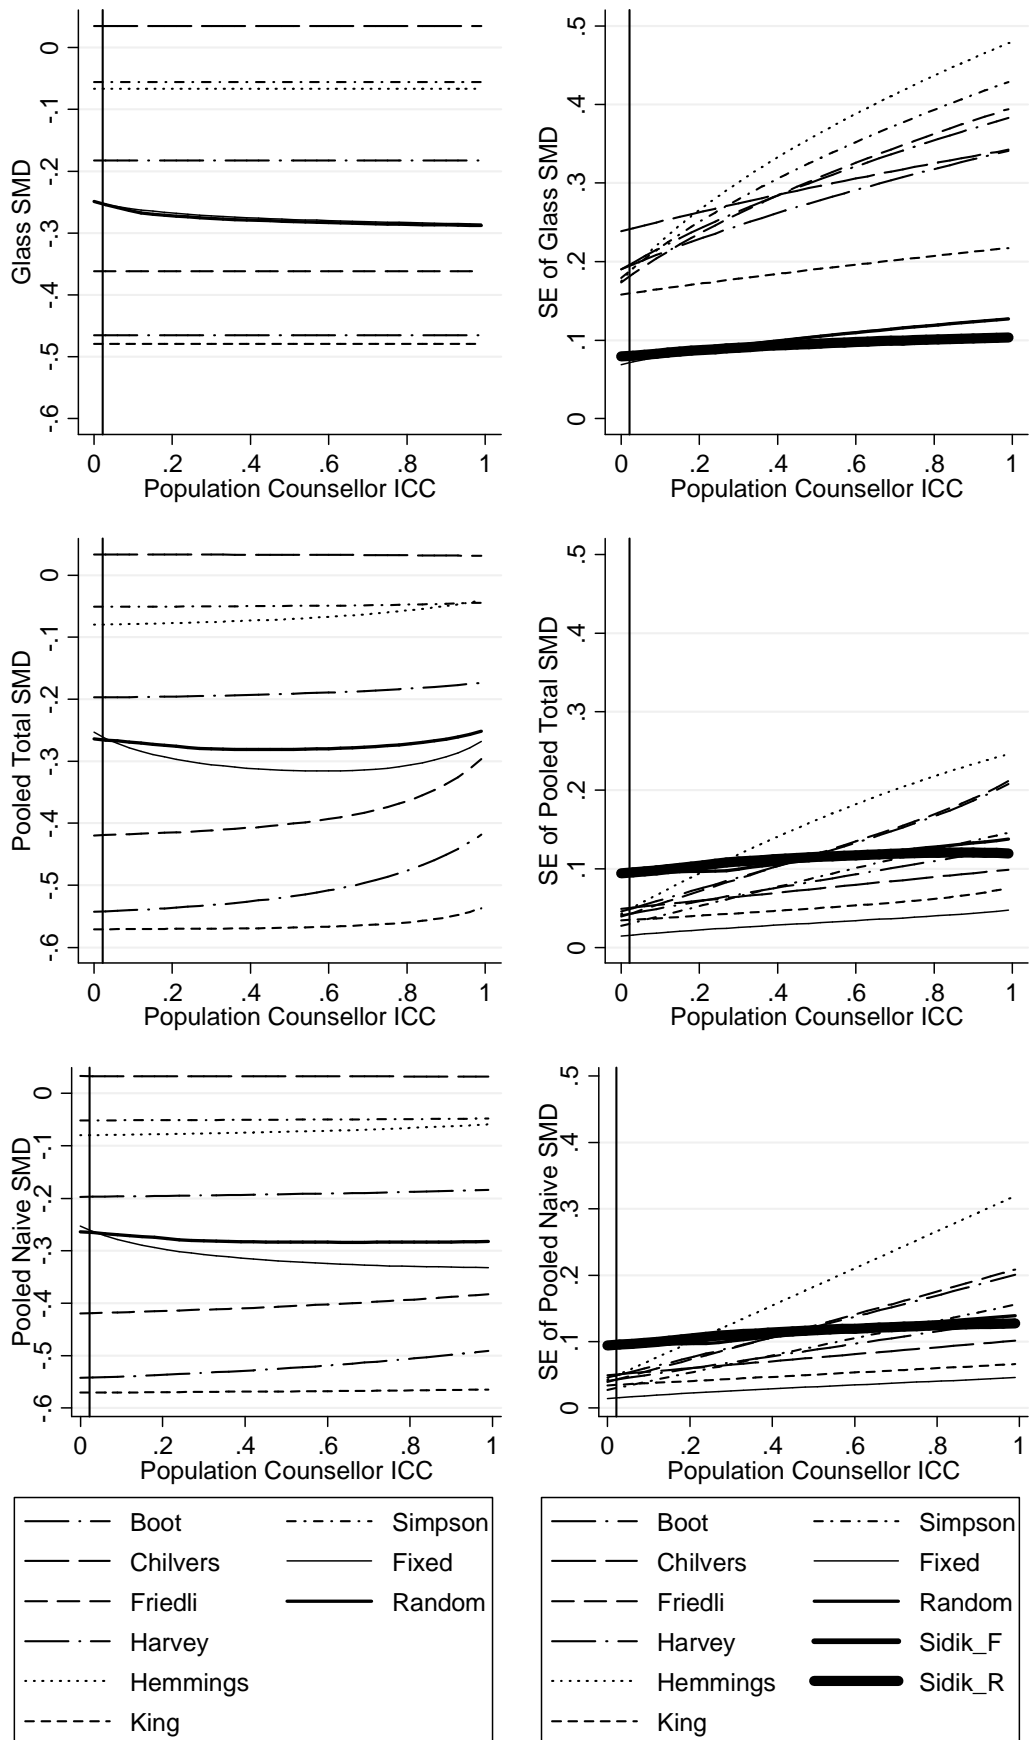 0
-.1
-.2
-.3
-.4
-.5
-.6
Glass SMD
0 .2 .4 .6 .8 1
Population Counsellor ICC
.5
.4
.3
.2
.1
0
SE of Glass SMD
0 .2 .4 .6 .8 1
Population Counsellor ICC
0
-.1
-.2
-.3
-.4
-.5
-.6
Pooled Total SMD
0 .2 .4 .6 .8 1
Population Counsellor ICC
.5
.4
.3
.2
.1
0
SE of Pooled Total SMD
0 .2 .4 .6 .8 1
Population Counsellor ICC
0
-.1
-.2
-.3
-.4
-.5
-.6
Pooled Naive SMD
0 .2 .4 .6 .8 1
Population Counsellor ICC
.5
.4
.3
.2
.1
0
SE of Pooled Naive SMD
0 .2 .4 .6 .8 1
Population Counsellor ICC
Boot Simpson
Chilvers Fixed
Friedli Random
Harvey
Hemmings
King
Boot Simpson
Chilvers Fixed
Friedli Random
Harvey Sidik_F
Hemmings Sidik_R
King